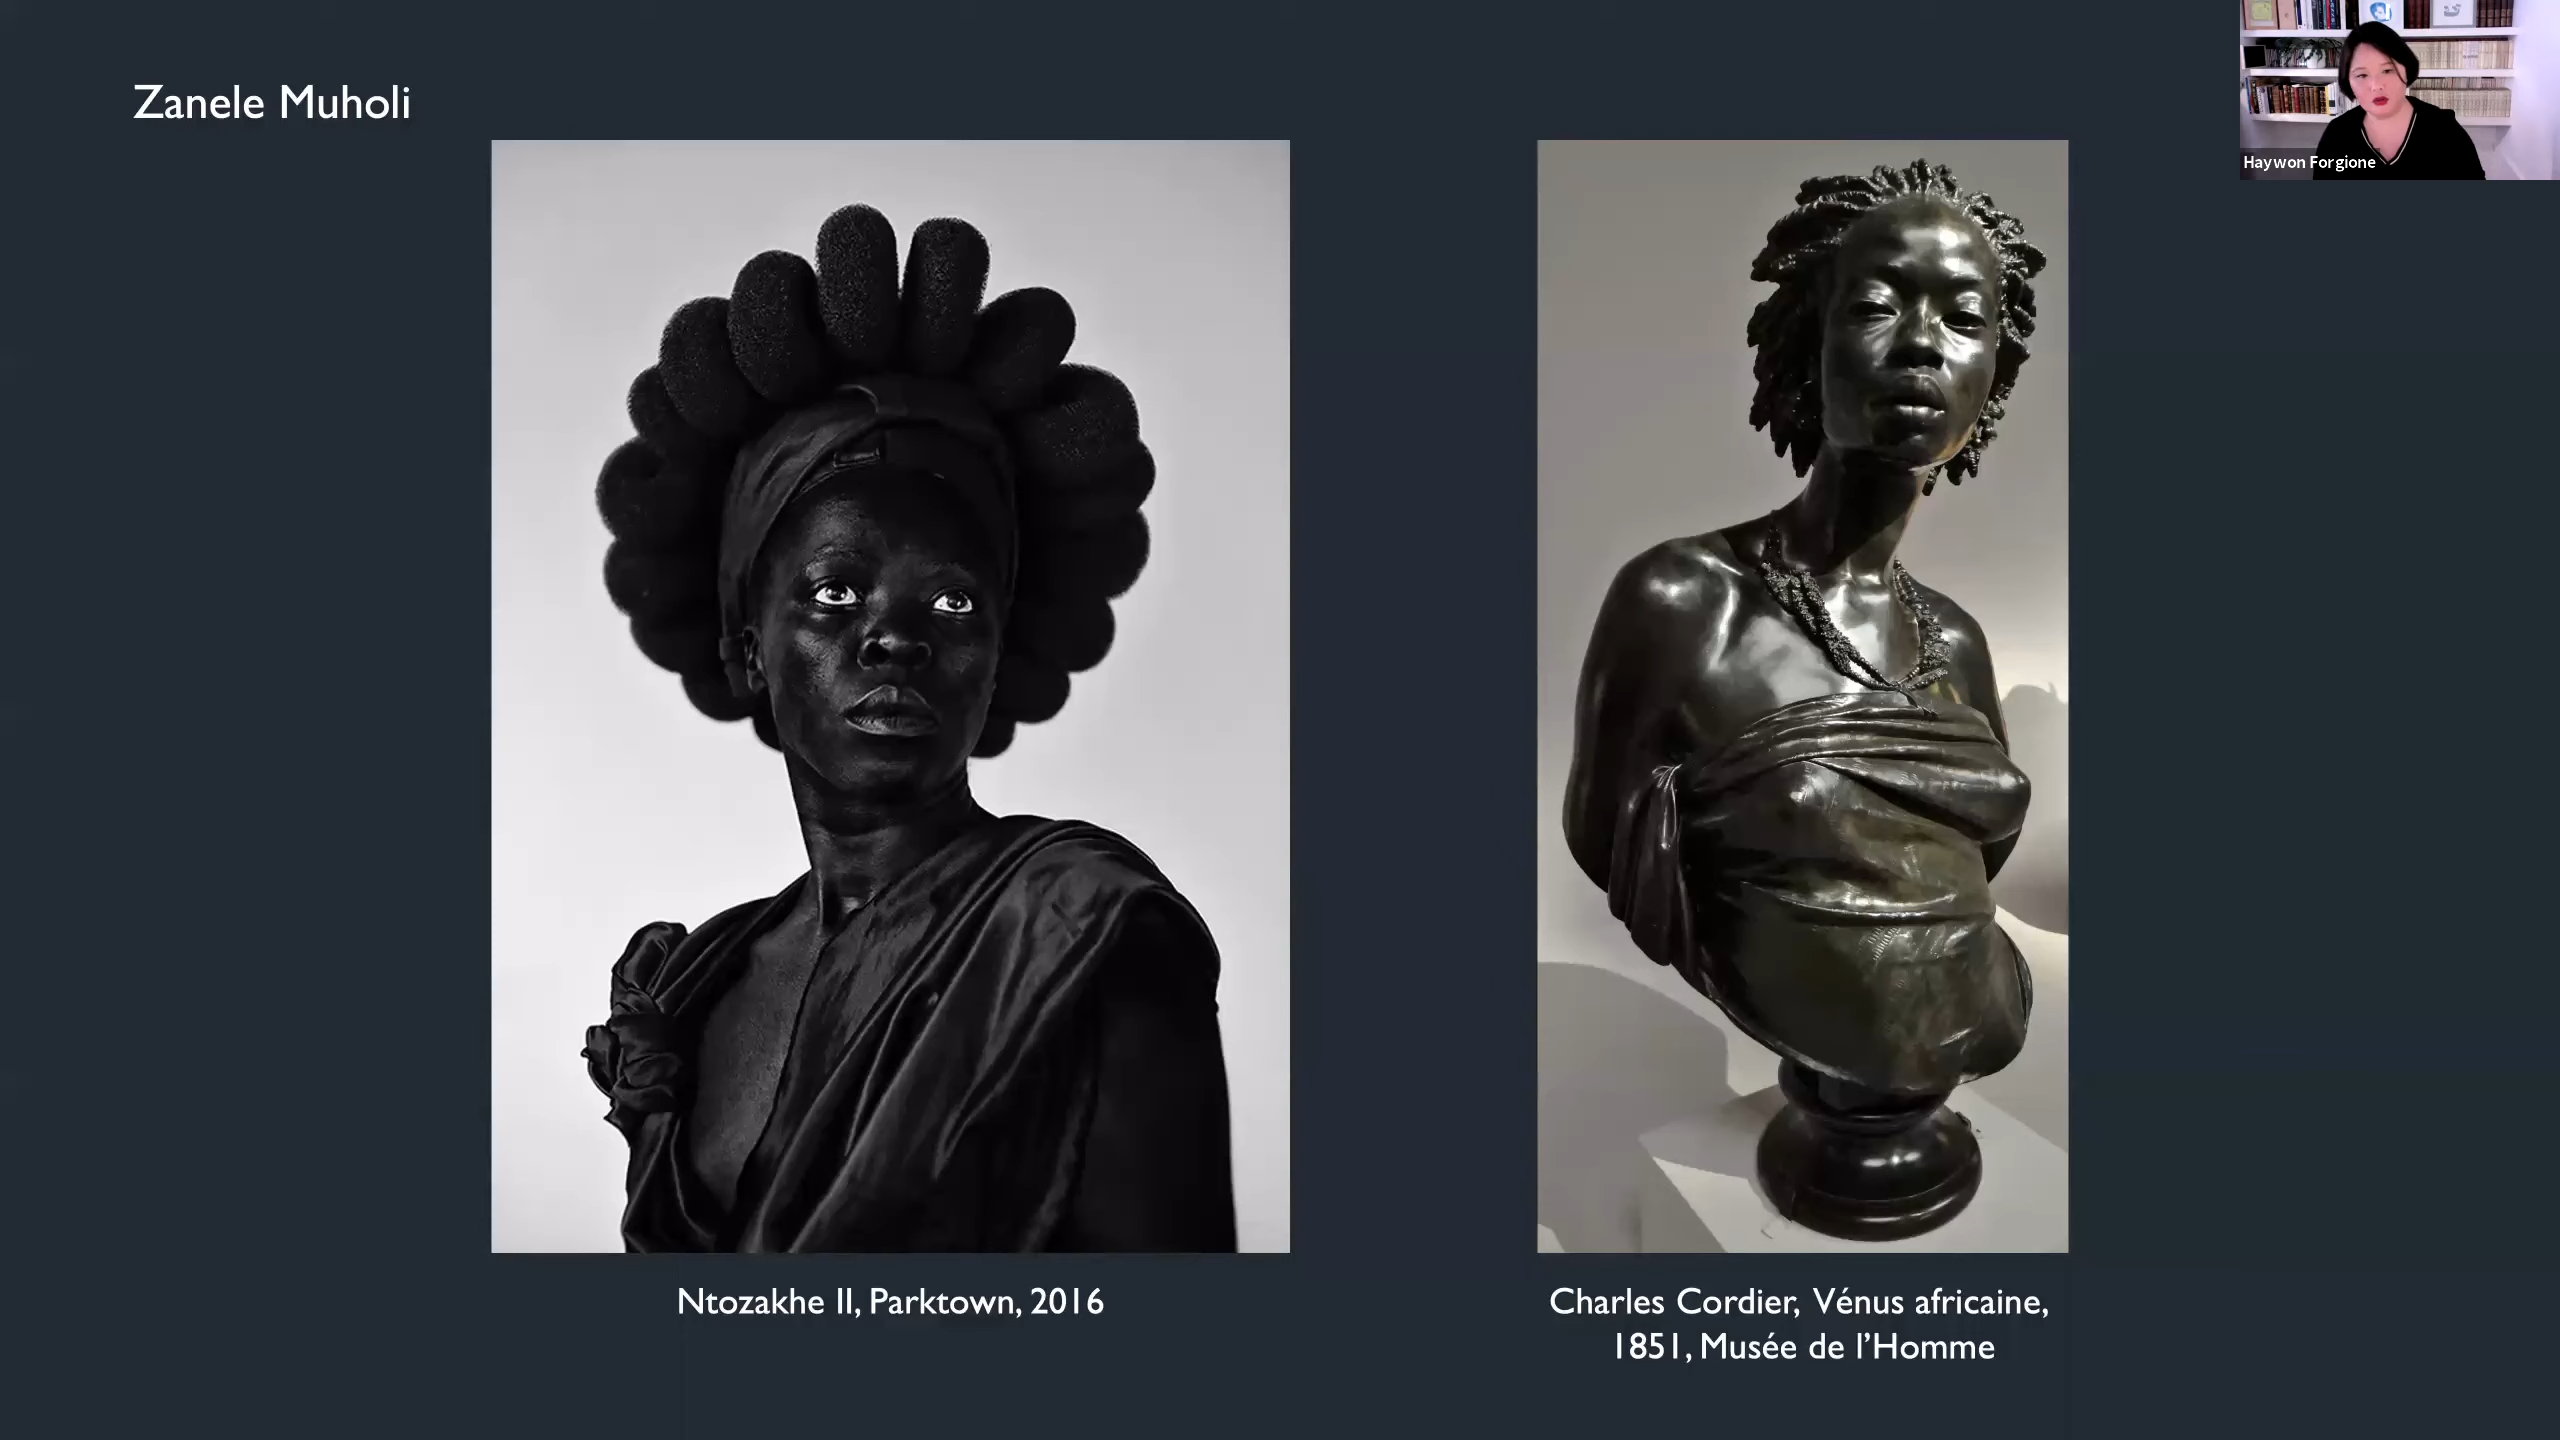 Zanele Muholi
Haywon Forgione
Ntozakhe II, Parktown, 2016
Charles Cordier, Vénus africaine,
1851, Musée de l’Homme